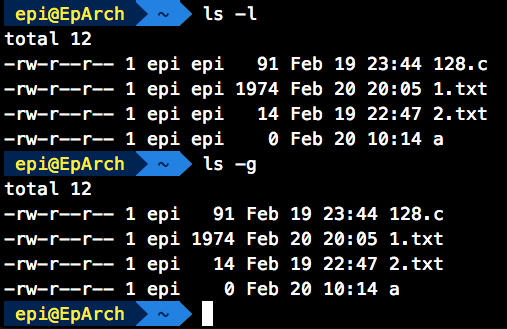 epi@EpArch ~ ls -l
total 12
-rw-r--r-- 1 epi epi   91 Feb 19 23:44 128.c
-rw-r--r-- 1 epi epi 1974 Feb 20 20:05 1.txt
-rw-r--r-- 1 epi epi   14 Feb 19 22:47 2.txt
-rw-r--r-- 1 epi epi    0 Feb 20 10:14 a
epi@EpArch ~ ls -g
total 12
-rw-r--r-- 1 epi   91 Feb 19 23:44 128.c
-rw-r--r-- 1 epi 1974 Feb 20 20:05 1.txt
-rw-r--r-- 1 epi   14 Feb 19 22:47 2.txt
-rw-r--r-- 1 epi    0 Feb 20 10:14 a
epi@EpArch ~